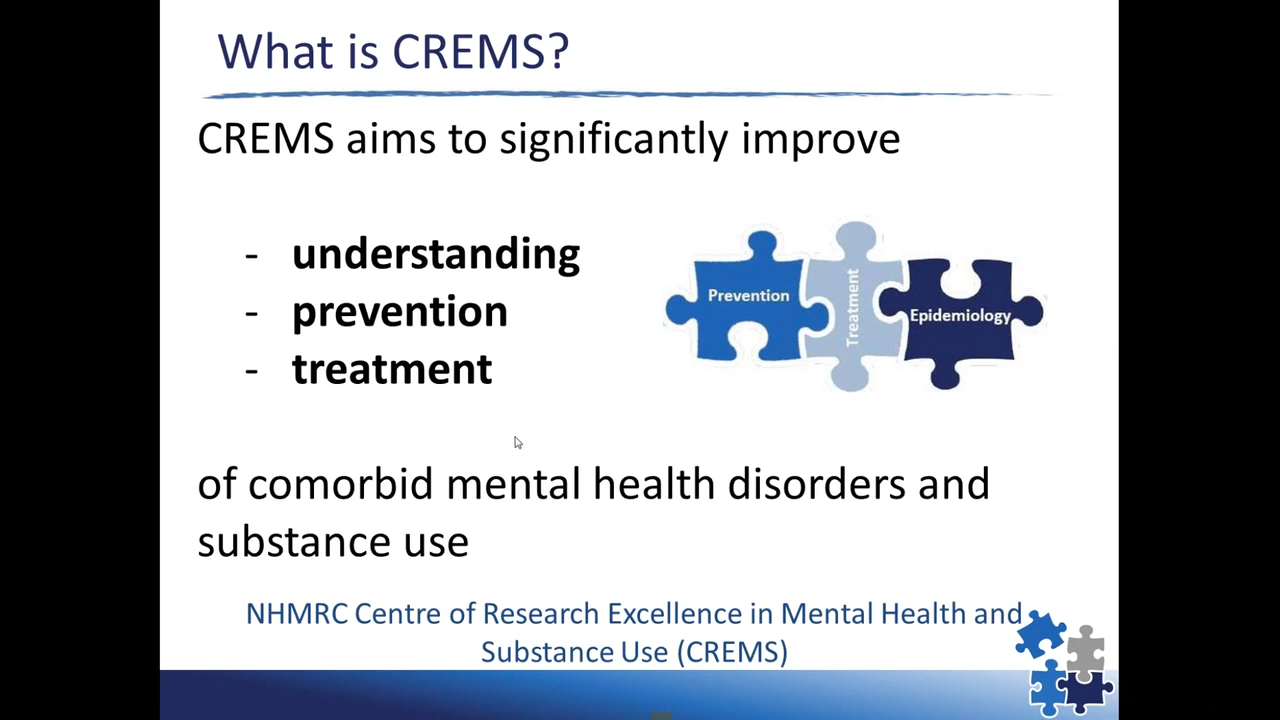 What is CREMS?
CREMS aims to significantly improve
- understanding
- prevention
- treatment
Prevention
Treatment
Epidemiology
of comorbid mental health disorders and
substance use
NHMRC Centre of Research Excellence in Mental Health and
Substance Use (CREMS)